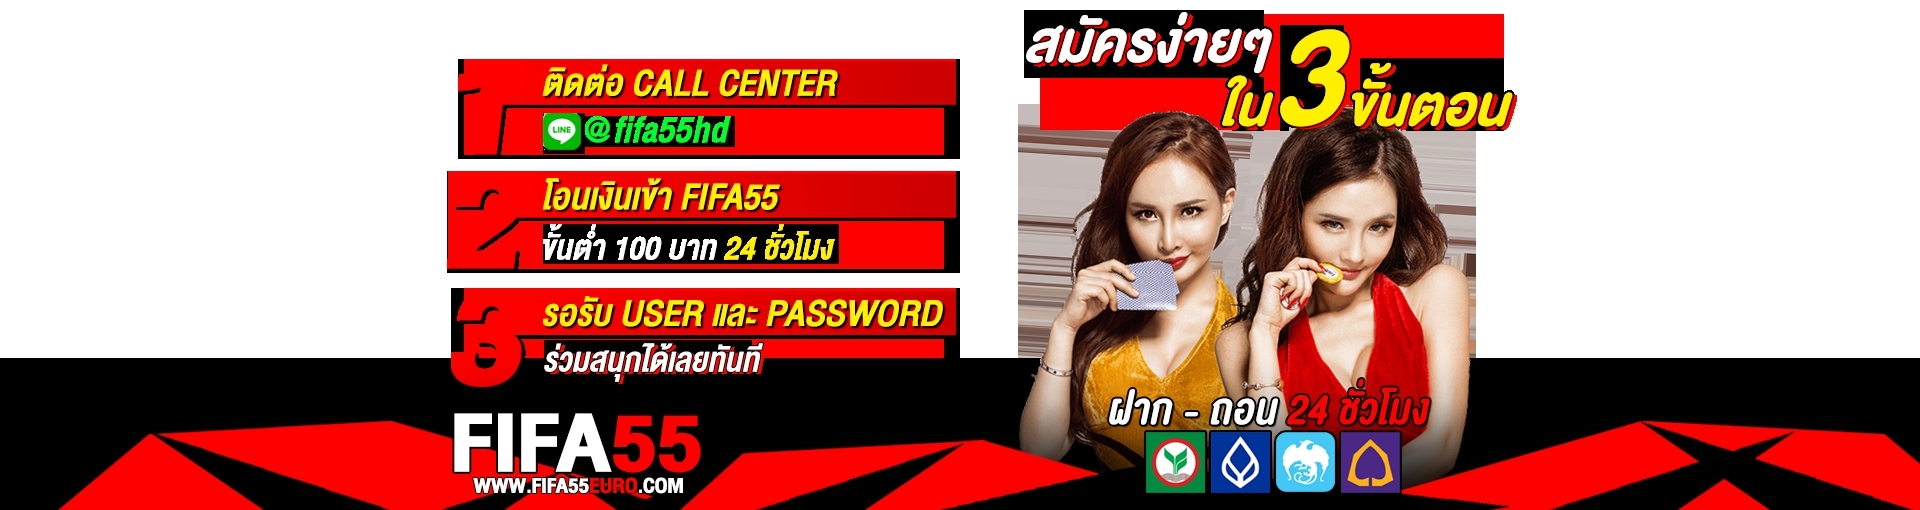 สมัครง่ายๆ
ใน 3 ขั้นตอน
1
ติดต่อ CALL CENTER
LINE @fifa55hd
2
โอนเงินเข้า FIFA55
ขั้นต่ำ 100 บาท 24 ชั่วโมง
3
รอรับ USER และ PASSWORD
ร่วมสนุกได้เลยทันที
FIFA55
WWW.FIFA55EURO.COM
ฝาก - ถอน 24 ชั่วโมง